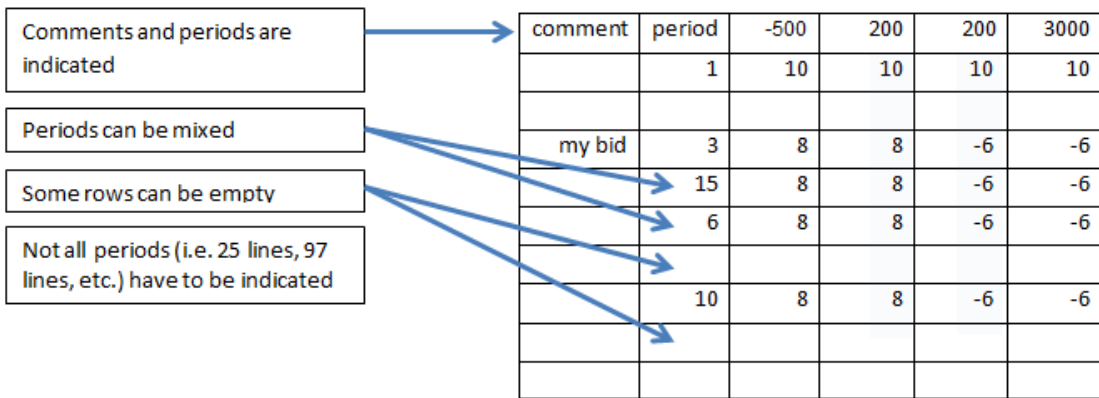 Comments and periods are
indicated
Periods can be mixed
Some rows can be empty
Not all periods (i.e. 25 lines, 97
lines, etc.) have to be indicated
comment period -500 200 200 3000
1 10 10 10 10
my bid 3 8 8 -6 -6
15 8 8 -6 -6
6 8 8 -6 -6
10 8 8 -6 -6